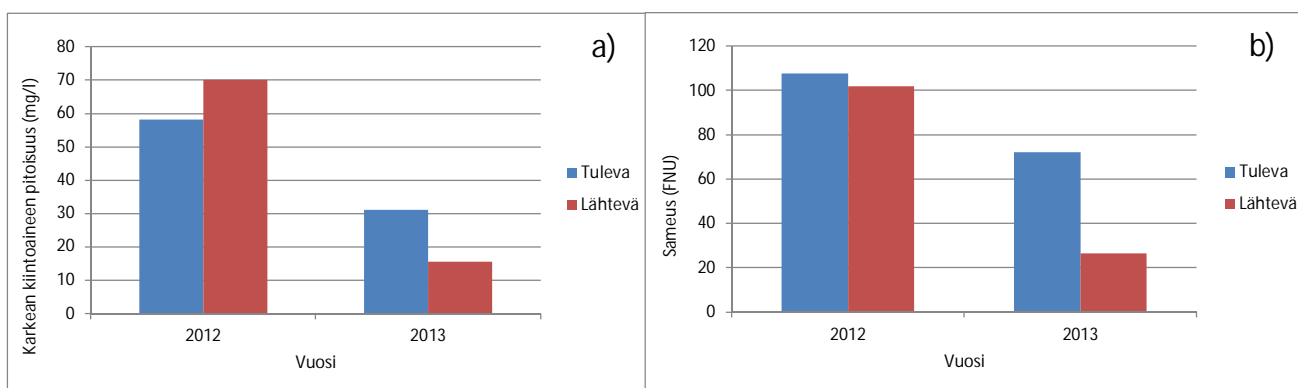 a)
Karkean kiintoaineen pitoisuus (mg/l)
80
70
60
50
40
30
20
10
0
2012
2013
Vuosi
Tuleva
Lähtevä
b)
Sameus (FNU)
120
100
80
60
40
20
0
2012
2013
Vuosi
Tuleva
Lähtevä